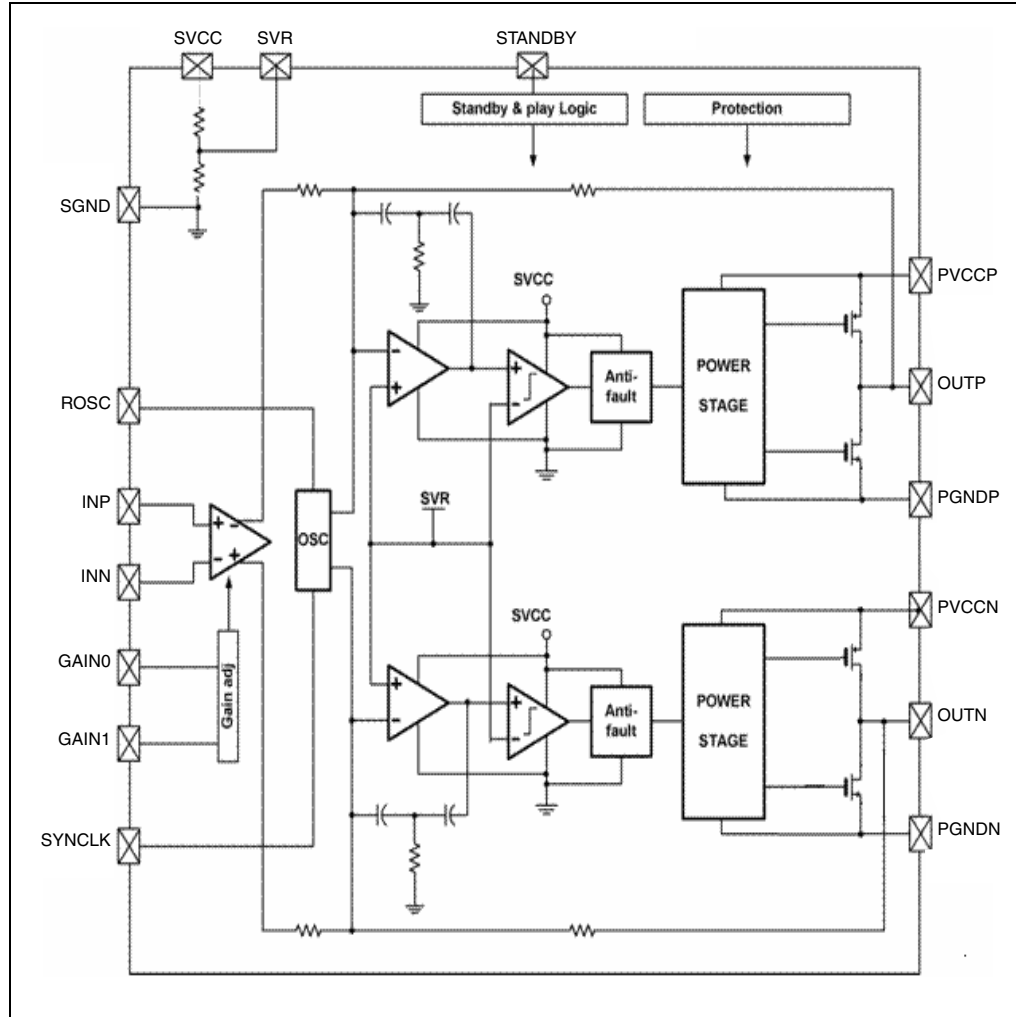 SVCC SVR STANDBY
Standby & play Logic Protection
SGND
SVCC
PVCCP
+
-
+
-
Anti-
fault
POWER
STAGE
OUTP
ROSC
INP
PGNDP
SVR
OSC
+ -
- +
INN
PVCCN
SVCC
GAIN0
Gain adj
+
-
+
-
Anti-
fault
POWER
STAGE
OUTN
GAIN1
SYNCLK
PGNDN